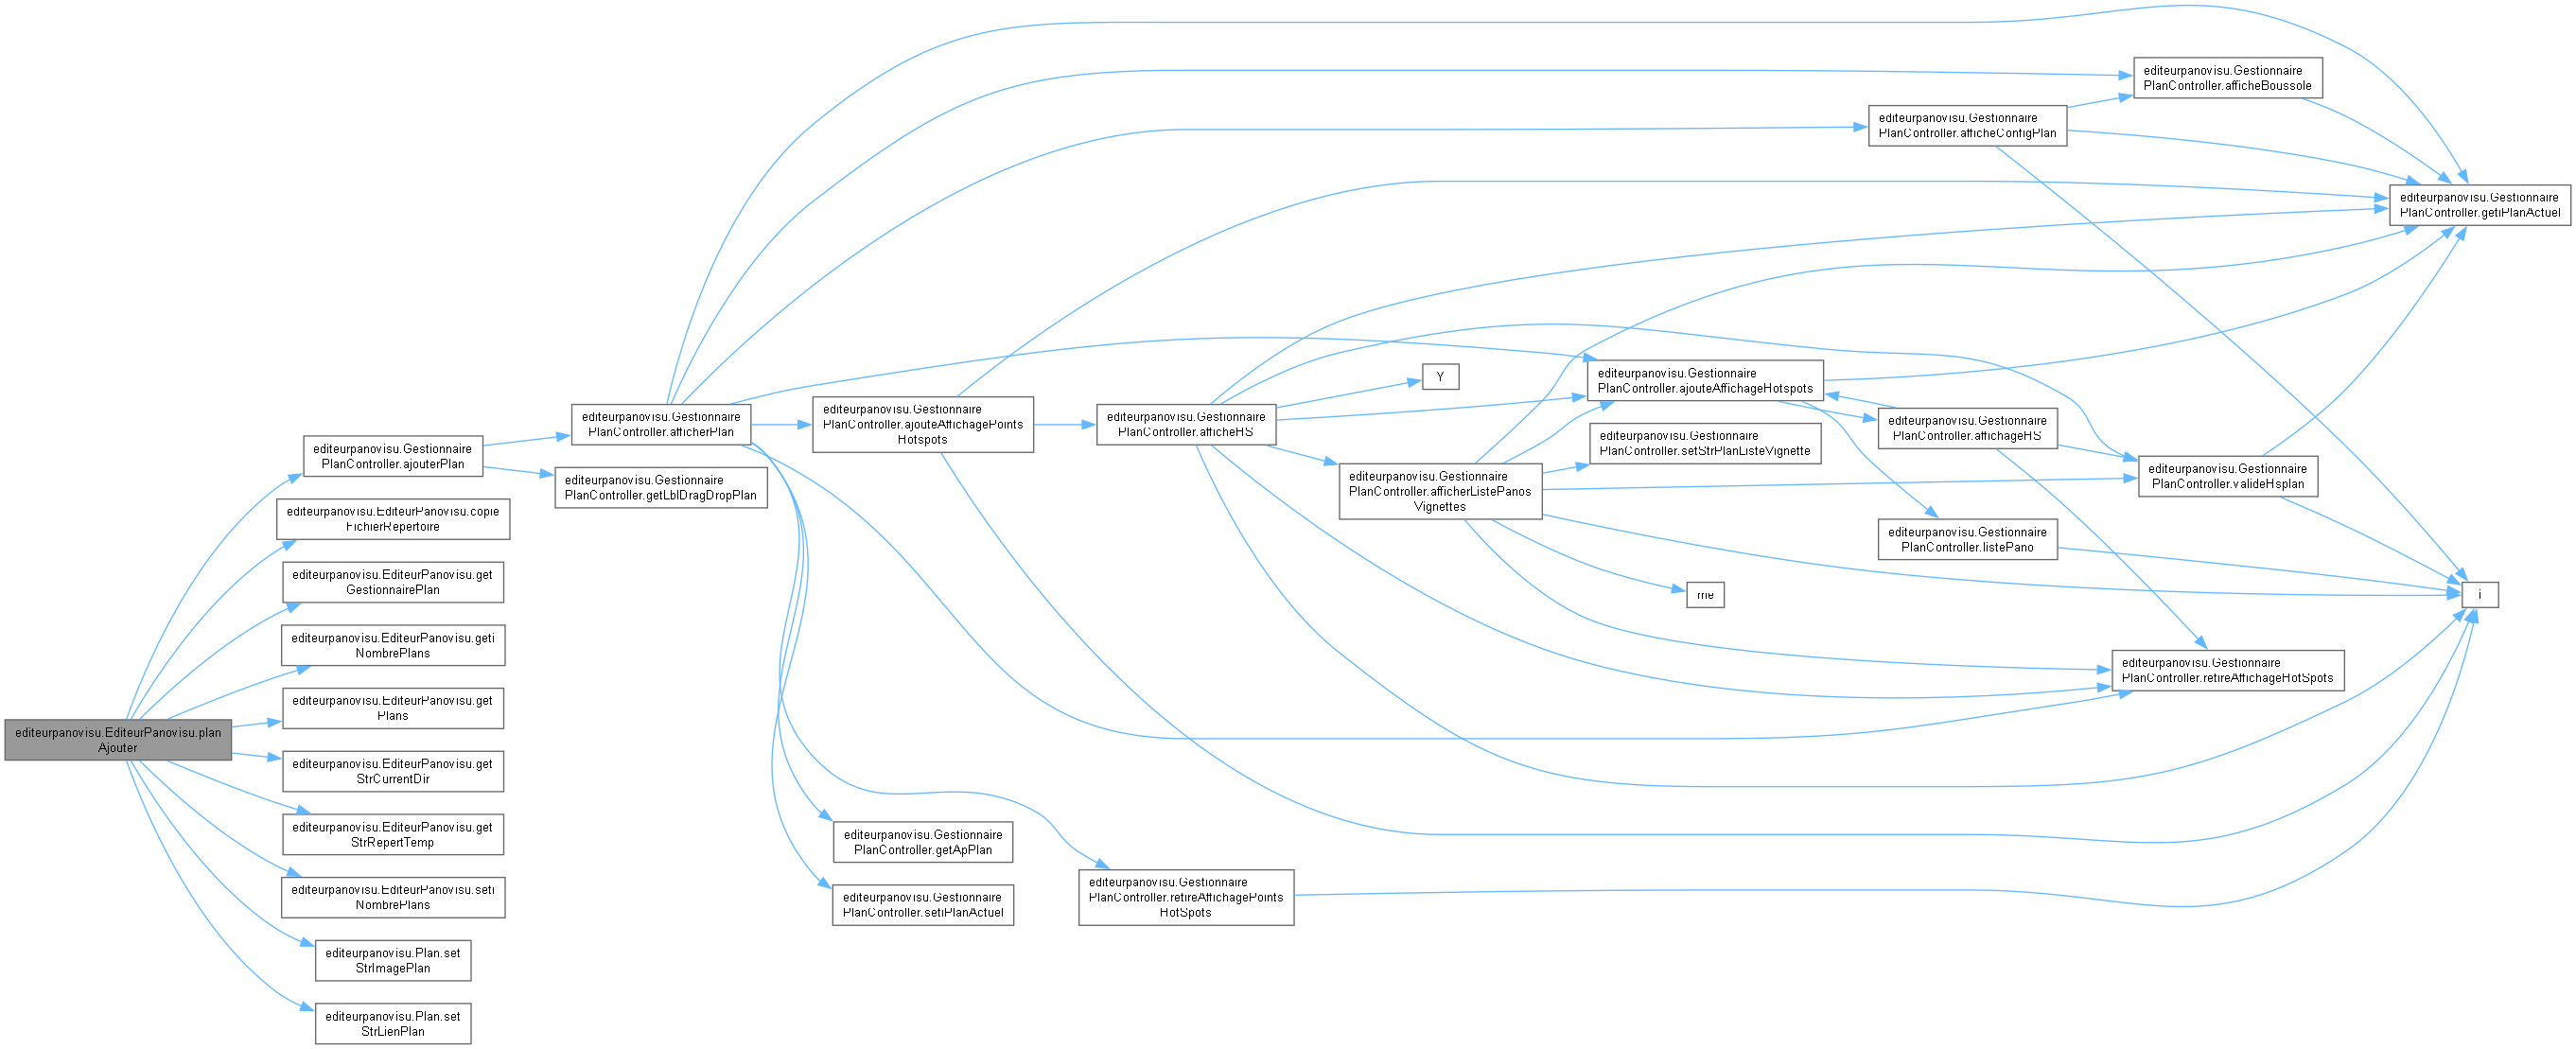 editeurpanovisu.EditeurPanovisu.plan
Ajouter
editeurpanovisu.Gestionnaire
PlanController.ajouterPlan
editeurpanovisu.EditeurPanovisu.copie
FichierRepertoire
editeurpanovisu.EditeurPanovisu.get
GestionnairePlan
editeurpanovisu.EditeurPanovisu.geti
NombrePlans
editeurpanovisu.EditeurPanovisu.get
Plans
editeurpanovisu.EditeurPanovisu.get
StrCurrentDir
editeurpanovisu.EditeurPanovisu.get
StrRepertTemp
editeurpanovisu.EditeurPanovisu.seti
NombrePlans
editeurpanovisu.Plan.set
StrImagePlan
editeurpanovisu.Plan.set
StrLienPlan
editeurpanovisu.Gestionnaire
PlanController.afficherPlan
editeurpanovisu.Gestionnaire
PlanController.getLblDragDropPlan
editeurpanovisu.Gestionnaire
PlanController.ajouteAffichagePoints
Hotspots
editeurpanovisu.Gestionnaire
PlanController.getApPlan
editeurpanovisu.Gestionnaire
PlanController.setiPlanActuel
editeurpanovisu.Gestionnaire
PlanController.afficheHS
editeurpanovisu.Gestionnaire
PlanController.retireAffichagePoints
HotSpots
Y
editeurpanovisu.Gestionnaire
PlanController.afficherListePanos
Vignettes
editeurpanovisu.Gestionnaire
PlanController.ajouteAffichageHotspots
editeurpanovisu.Gestionnaire
PlanController.setStrPlanListeVignette
me
editeurpanovisu.Gestionnaire
PlanController.afficheConfigPlan
editeurpanovisu.Gestionnaire
PlanController.affichageHS
editeurpanovisu.Gestionnaire
PlanController.listePano
editeurpanovisu.Gestionnaire
PlanController.afficheBoussole
editeurpanovisu.Gestionnaire
PlanController.valideHsplan
editeurpanovisu.Gestionnaire
PlanController.retireAffichageHotSpots
editeurpanovisu.Gestionnaire
PlanController.getiPlanActuel
i